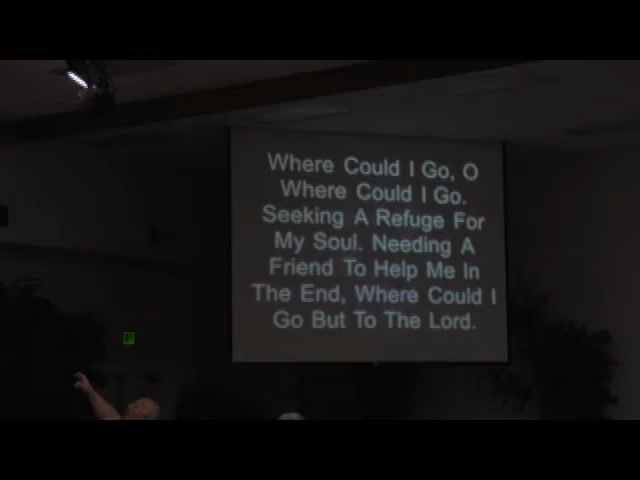 Where Could I Go, O
Where Could I Go.
Seeking A Refuge For
My Soul. Needing A
Friend To Help Me In
The End, Where Could I
Go But To The Lord.